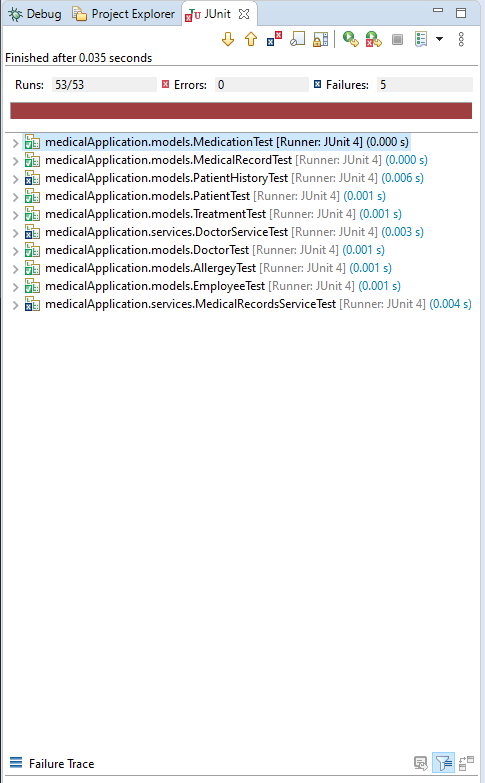 Debug Project Explorer JUnit
Finished after 0.035 seconds
Runs: 53/53 Errors: 0 Failures: 5
medicalApplication.models.MedicationTest [Runner: JUnit 4] (0.000 s)
medicalApplication.models.MedicalRecordTest [Runner: JUnit 4] (0.000 s)
medicalApplication.models.PatientHistoryTest [Runner: JUnit 4] (0.006 s)
medicalApplication.models.PatientTest [Runner: JUnit 4] (0.001 s)
medicalApplication.models.TreatmentTest [Runner: JUnit 4] (0.001 s)
medicalApplication.services.DoctorServiceTest [Runner: JUnit 4] (0.003 s)
medicalApplication.models.DoctorTest [Runner: JUnit 4] (0.001 s)
medicalApplication.models.AllergeyTest [Runner: JUnit 4] (0.001 s)
medicalApplication.models.EmployeeTest [Runner: JUnit 4] (0.001 s)
medicalApplication.services.MedicalRecordsServiceTest [Runner: JUnit 4] (0.004 s)
Failure Trace